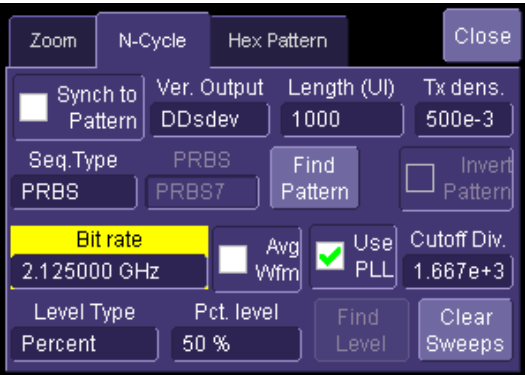 Zoom N-Cycle Hex Pattern Close
Synch to Pattern Ver. Output Length (UI) Tx dens.
DDsdev 1000 500e-3
Seq.Type PRBS Find Pattern Invert Pattern
PRBS PRBS7
Bit rate Avg Wfm Use PLL Cutoff Div.
2.125000 GHz 1.667e+3
Level Type Pct. level Find Level Clear Sweeps
Percent 50 %